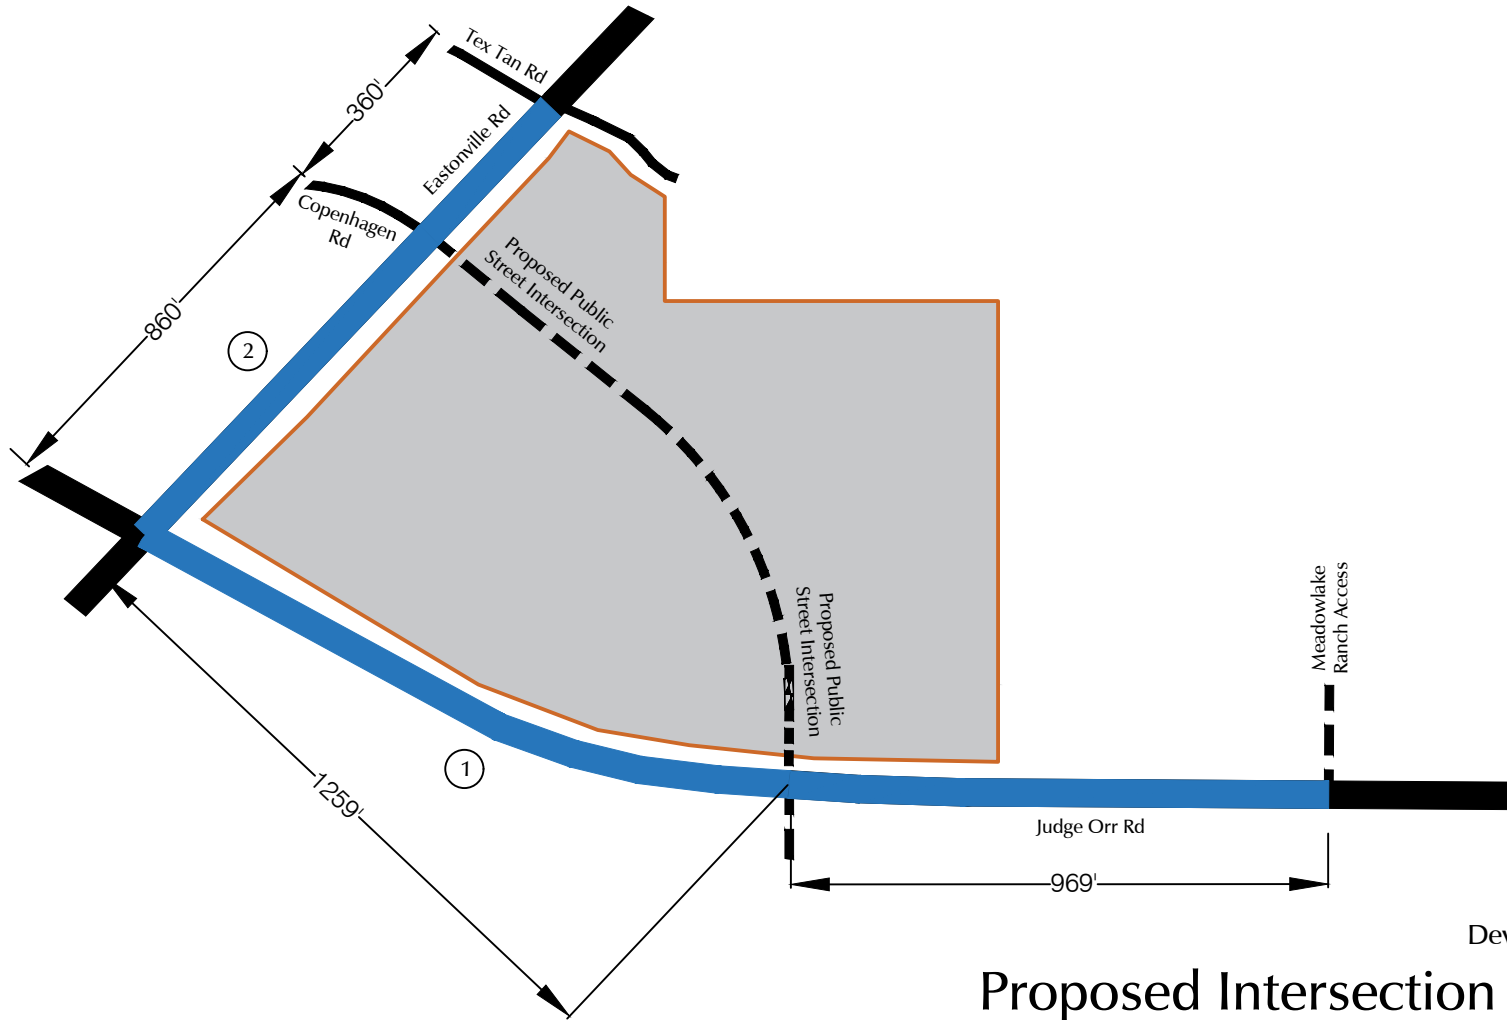 Tex Tan Rd
360'
Eastonville Rd
Copenhagen
Rd
Proposed Public
Street Intersection
860'
2
Meadowlake
Ranch Access
Proposed Public
Street Intersection
1
1259'
Judge Orr Rd
969'
Dev
Proposed Intersection